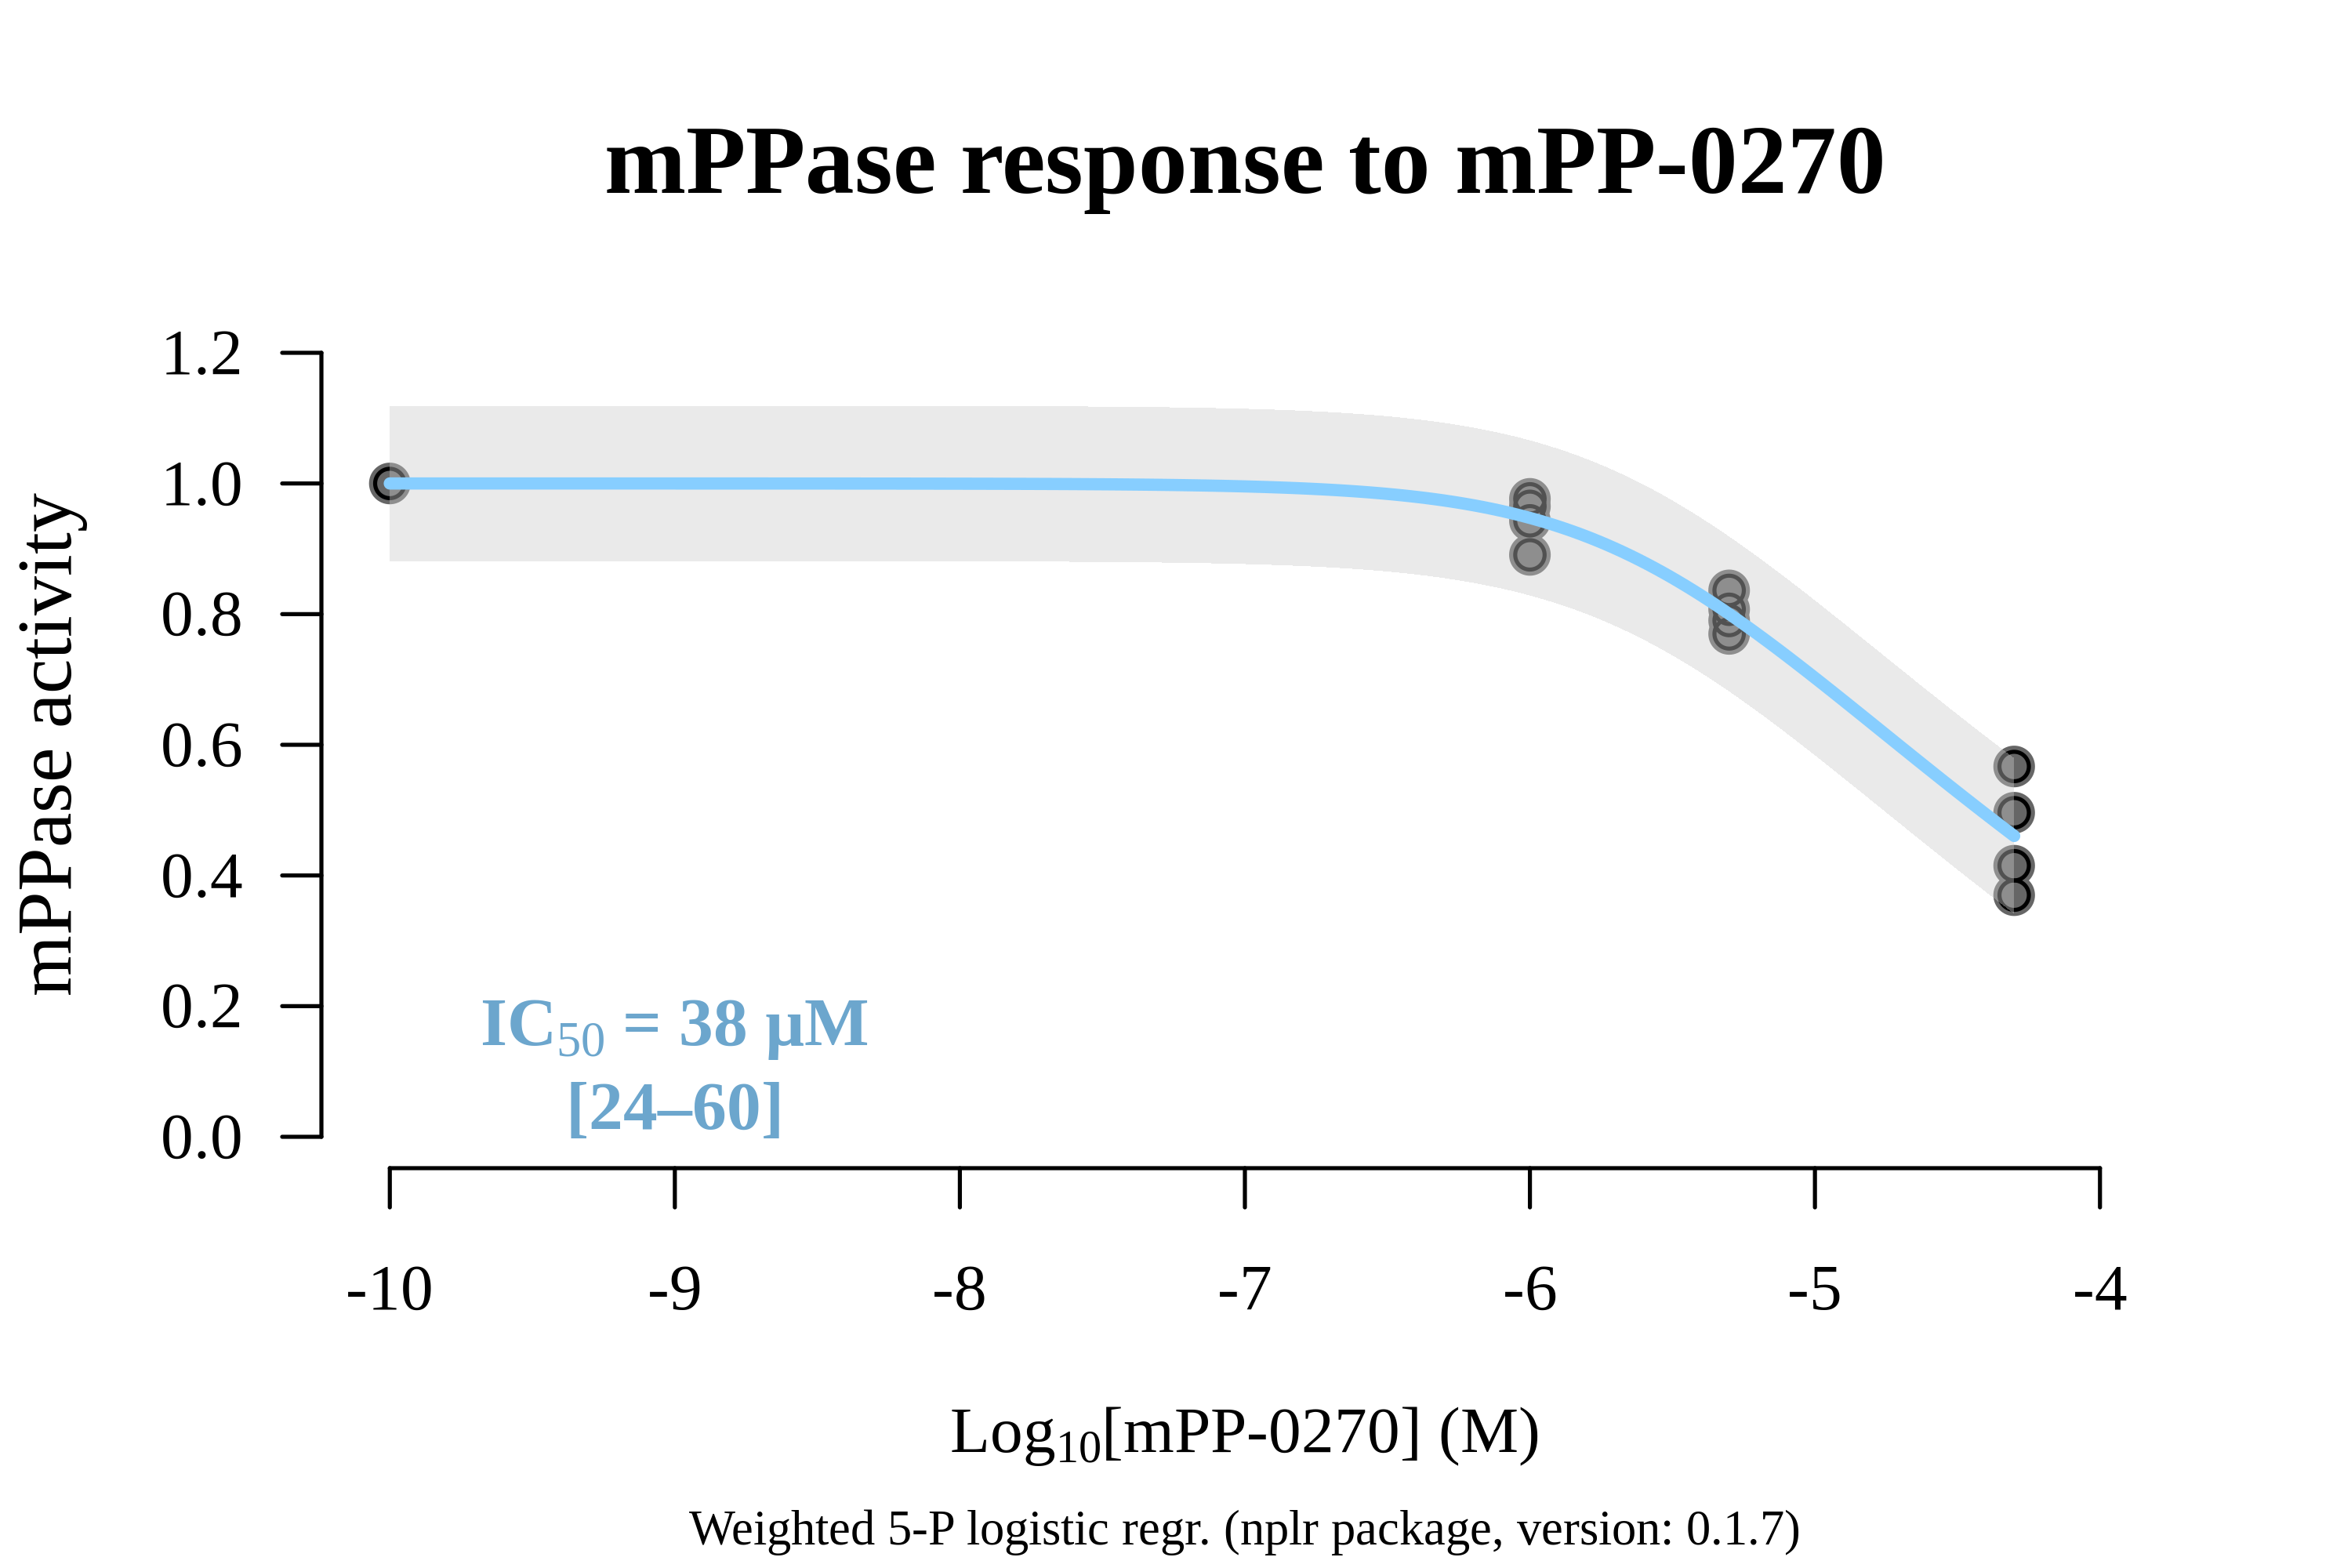 mPPase response to mPP-0270
mPPase activity
1.2
1.0
0.8
0.6
0.4
0.2
0.0
IC50 = 38 µM
[24–60]
-10 -9 -8 -7 -6 -5 -4
Log10[mPP-0270] (M)
Weighted 5-P logistic regr. (nplr package, version: 0.1.7)